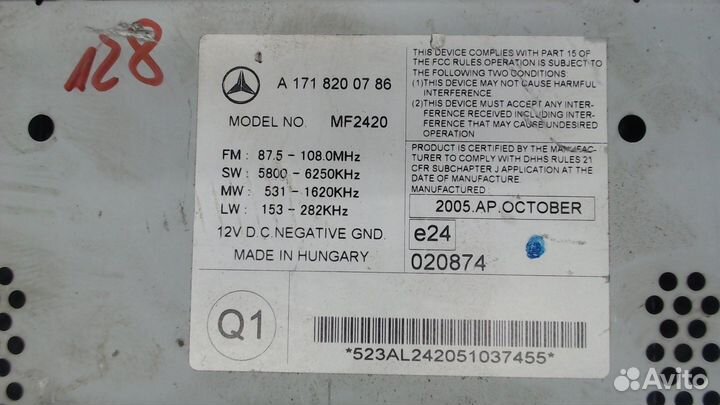 128
A 171 820 07 86
MODEL NO. MF2420
FM : 87.5 - 108.0MHz
SW : 5800 - 6250KHz
MW : 531 - 1620KHz
LW : 153 - 282KHz
12V D.C. NEGATIVE GND.
MADE IN HUNGARY
THIS DEVICE COMPLIES WITH PART 15 OF
THE FCC RULES OPERATION IS SUBJECT TO
THE FOLLOWING TWO CONDITIONS
(1)THIS DEVICE MAY NOT CAUSE HARMFUL
INTERFERENCE.
(2)THIS DEVICE MUST ACCEPT ANY INTER-
FERENCE RECEIVED INCLUDING INTER-
FERENCE THAT MAY CAUSE UNDESIRED
OPERATION
PRODUCT IS CERTIFIED BY THE MANUFAC-
TURER TO COMPLY WITH DHHS RULES 21
CFR SUBCHAPTER J APPLICABLE AT THE
DATE OF MANUFACTURE.
MANUFACTURED
2005.AP.OCTOBER
e24
020874
Q1
*523AL242051037455*
Avito